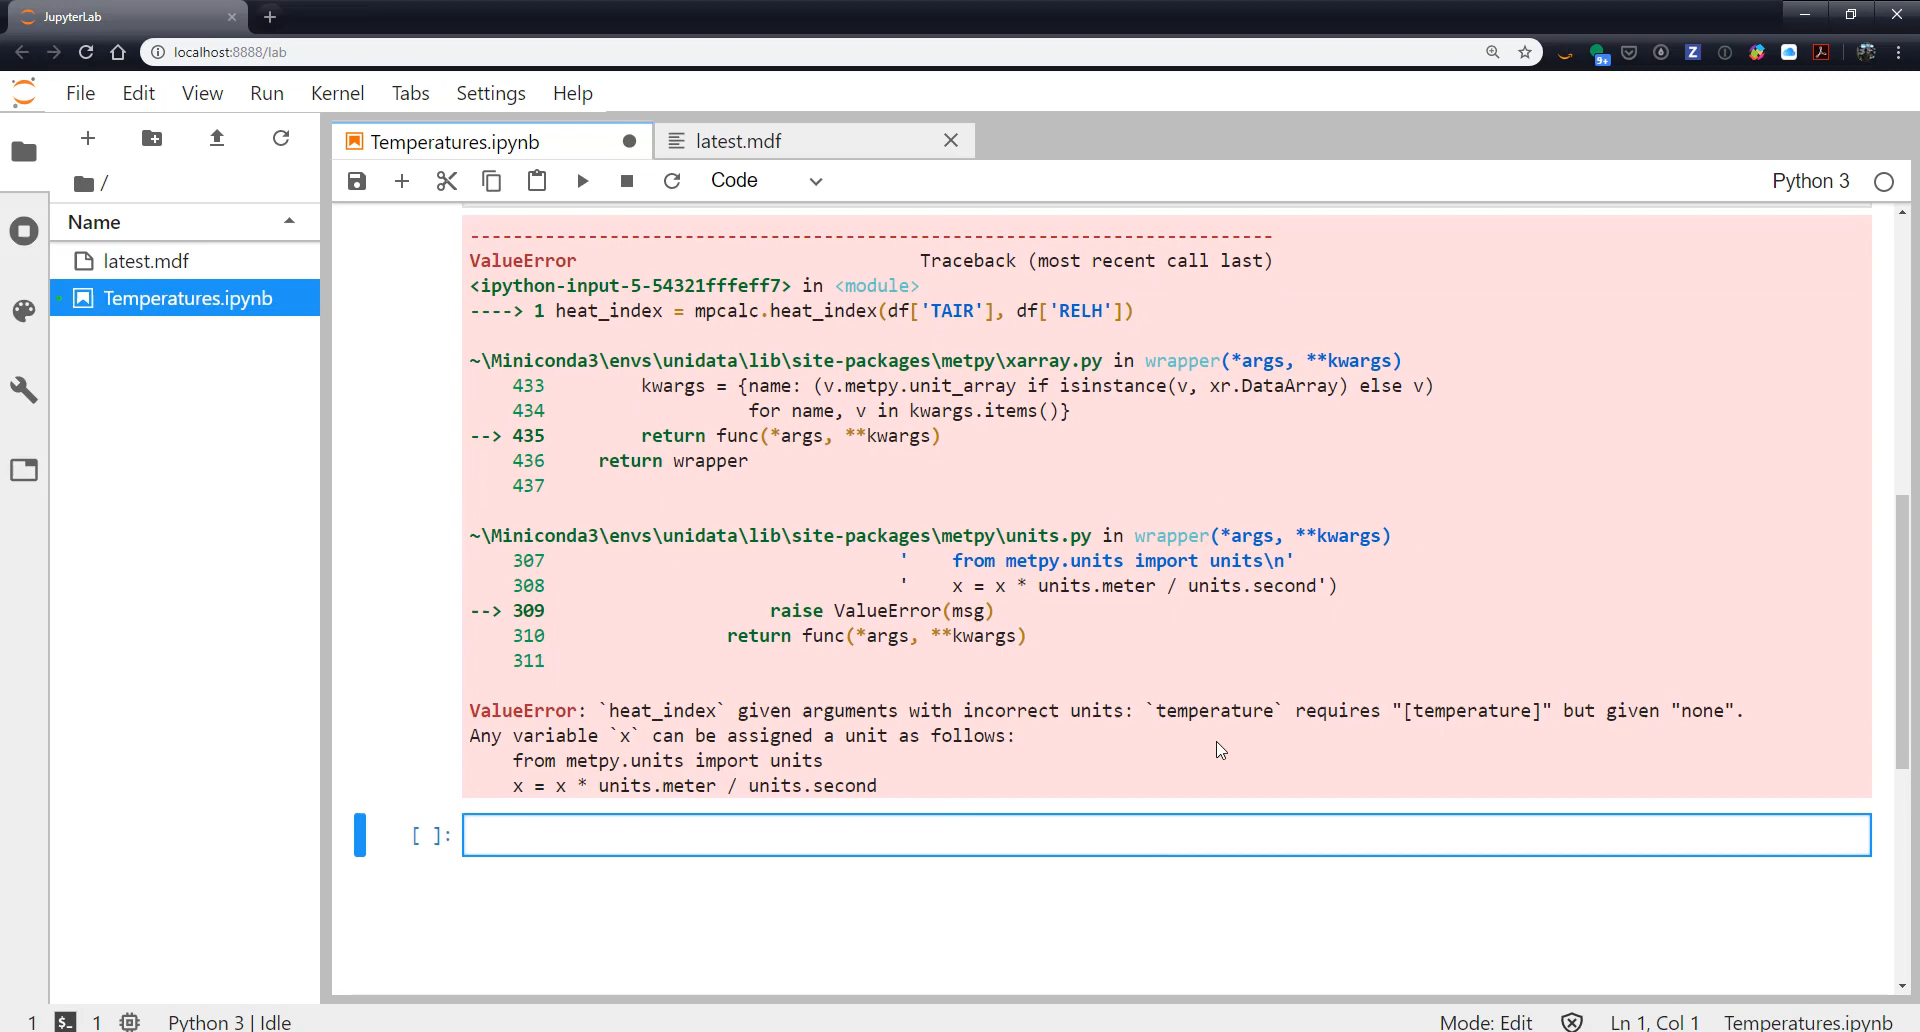 JupyterLab
localhost:8888/lab
9+
Z
File Edit View Run Kernel Tabs Settings Help
Temperatures.ipynb
latest.mdf
/
Code
Python 3
Name
latest.mdf
Temperatures.ipynb
---------------------------------------------------------------------------
ValueError                                Traceback (most recent call last)
<ipython-input-5-54321fffeff7> in <module>
----> 1 heat_index = mpcalc.heat_index(df['TAIR'], df['RELH'])
~\Miniconda3\envs\unidata\lib\site-packages\metpy\xarray.py in wrapper(*args, **kwargs)
    433         kwargs = {name: (v.metpy.unit_array if isinstance(v, xr.DataArray) else v)
    434                   for name, v in kwargs.items()}
--> 435         return func(*args, **kwargs)
    436     return wrapper
    437
~\Miniconda3\envs\unidata\lib\site-packages\metpy\units.py in wrapper(*args, **kwargs)
    307                                 '    from metpy.units import units\n'
    308                                 '    x = x * units.meter / units.second')
--> 309                     raise ValueError(msg)
    310                 return func(*args, **kwargs)
    311
ValueError: `heat_index` given arguments with incorrect units: `temperature` requires "[temperature]" but given "none".
Any variable `x` can be assigned a unit as follows:
    from metpy.units import units
    x = x * units.meter / units.second
[ ]:
1 $_ 1 Python 3 | Idle
Mode: Edit Ln 1, Col 1 Temperatures.ipynb